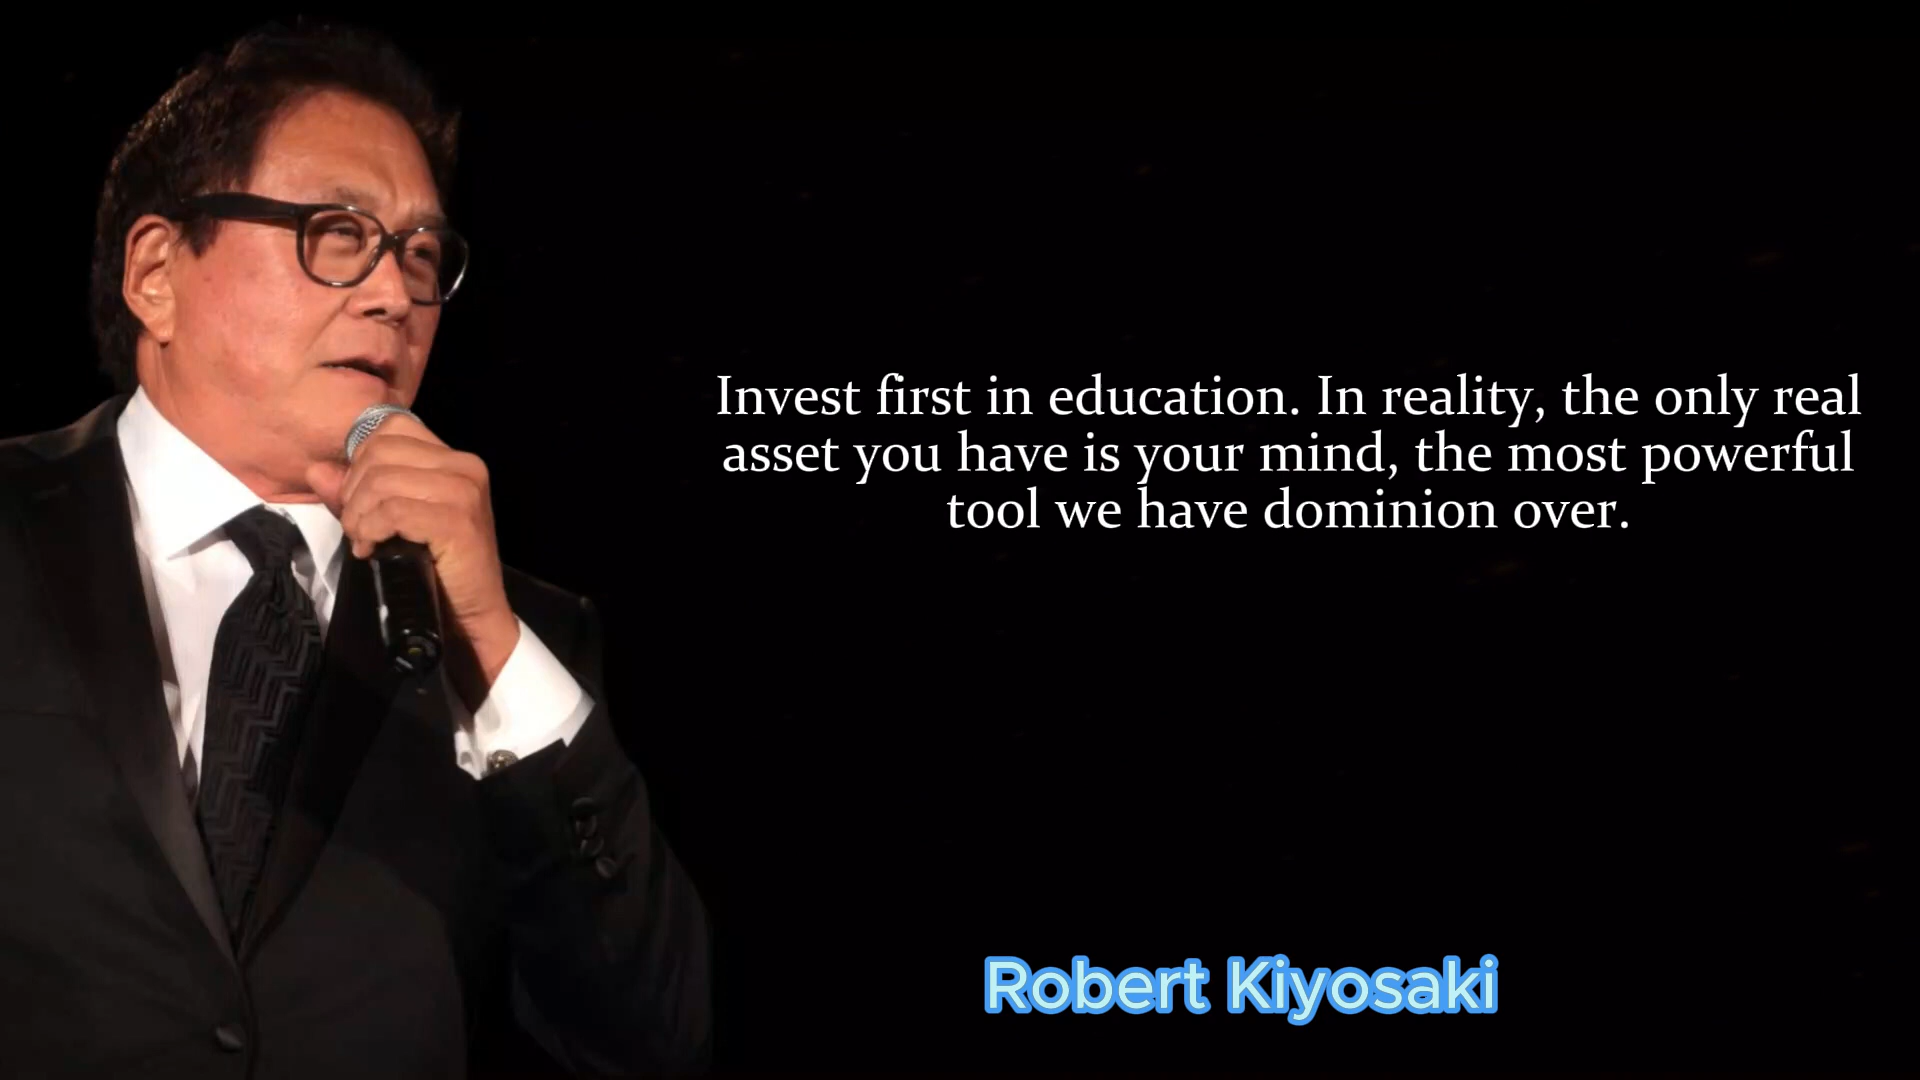 Invest first in education. In reality, the only real
asset you have is your mind, the most powerful
tool we have dominion over.
Robert Kiyosaki